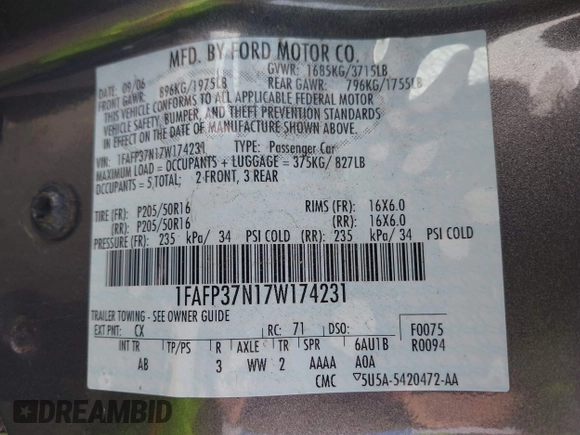 MFD. BY FORD MOTOR CO.
DATE: 09/06 GVWR: 1685KG/3715LB
FRONT GAWR: 896KG/1975LB REAR GAWR: 796KG/1755LB
THIS VEHICLE CONFORMS TO ALL APPLICABLE FEDERAL MOTOR
VEHICLE SAFETY, BUMPER, AND THEFT PREVENTION STANDARDS
IN EFFECT ON THE DATE OF MANUFACTURE SHOWN ABOVE.
VIN: 1FAFP37N17W174231 TYPE: Passenger Car
MAXIMUM LOAD = OCCUPANTS + LUGGAGE = 375KG/ 827LB
OCCUPANTS = 5,TOTAL; 2 FRONT, 3 REAR
TIRE (FR): P205/50R16 RIMS (FR): 16X6.0
(RR): P205/50R16 (RR): 16X6.0
PRESSURE (FR): 235 kPa/ 34 PSI COLD (RR): 235 kPa/ 34 PSI COLD
1FAFP37N17W174231
TRAILER TOWING - SEE OWNER GUIDE
EXT PNT: CX RC: 71 DSO: F0075
INT TR TP/PS R AXLE TR SPR 6AU1B R0094
AB 3 WW 2 AAAA A0A
CMC ▽5U5A-5420472-AA
DREAMBID